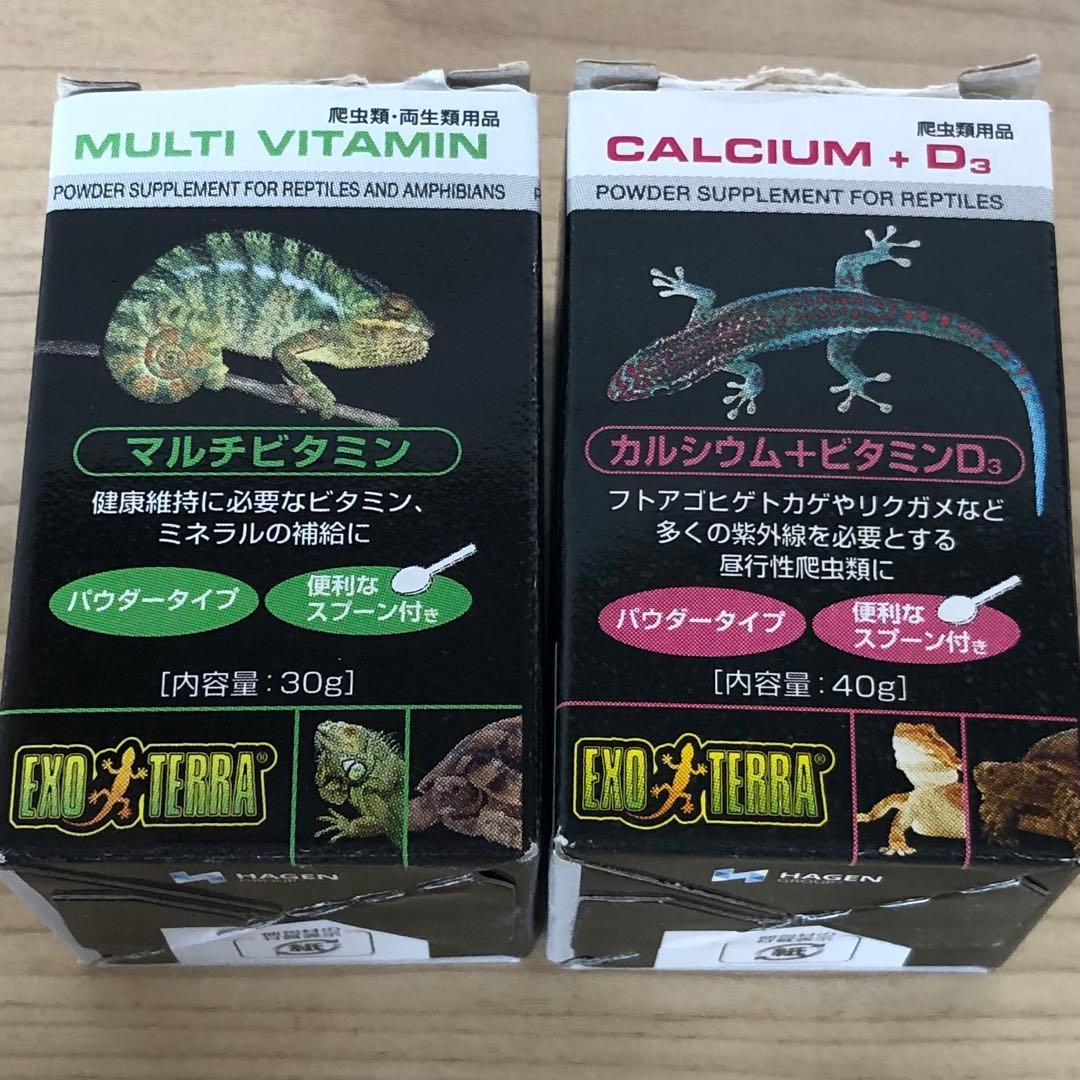 爬虫類・両生類用品
MULTI VITAMIN
POWDER SUPPLEMENT FOR REPTILES AND AMPHIBIANS
マルチビタミン
健康維持に必要なビタミン、
ミネラルの補給に
パウダータイプ
便利な
スプーン付き
[内容量:30g]
EXO TERRA®
HAGEN
GROUP
紙
爬虫類用品
CALCIUM + D3
POWDER SUPPLEMENT FOR REPTILES
カルシウム+ビタミンD3
フトアゴヒゲトカゲやリクガメなど
多くの紫外線を必要とする
昼行性爬虫類に
パウダータイプ
便利な
スプーン付き
[内容量:40g]
EXO TERRA®
HAGEN
GROUP
紙